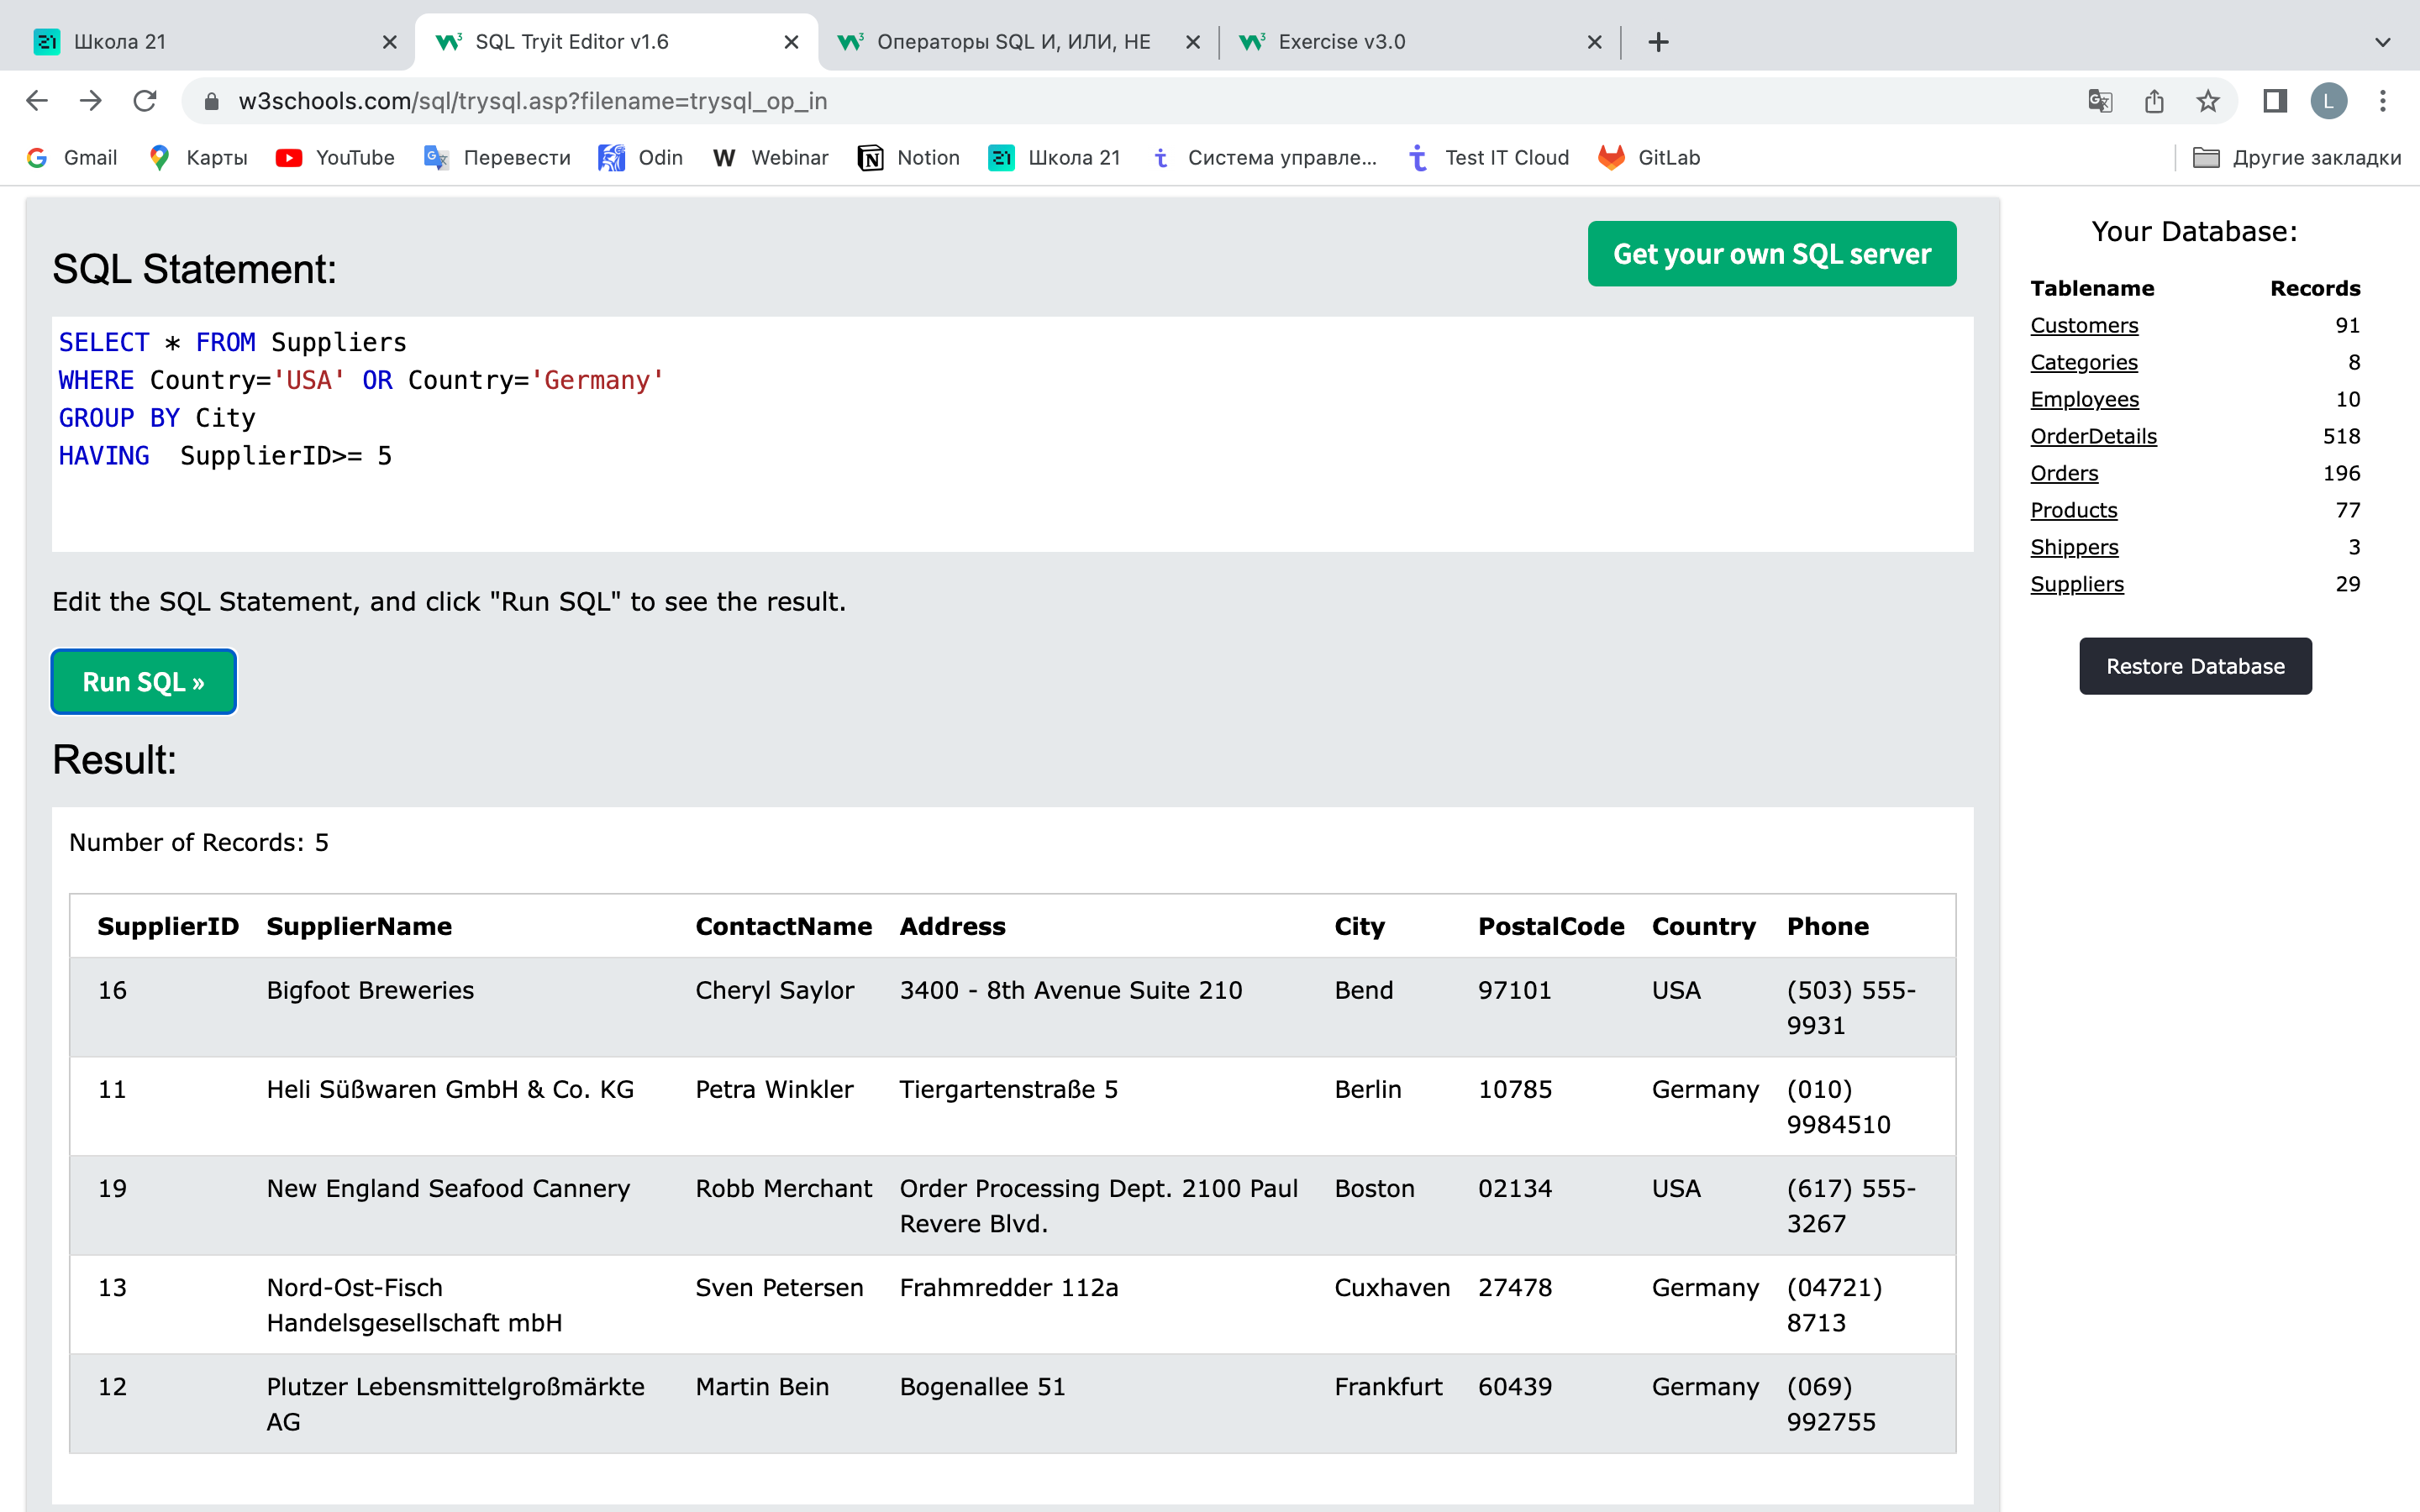 Школа 21
SQL Tryit Editor v1.6
Операторы SQL И, ИЛИ, НЕ
Exercise v3.0
w3schools.com/sql/trysql.asp?filename=trysql_op_in
L
Gmail
Карты
YouTube
Перевести
Odin
W Webinar
Notion
Школа 21
Система управле...
Test IT Cloud
GitLab
Другие закладки
SQL Statement:
Get your own SQL server
SELECT * FROM Suppliers
WHERE Country='USA' OR Country='Germany'
GROUP BY City
HAVING  SupplierID>= 5
Edit the SQL Statement, and click "Run SQL" to see the result.
Run SQL »
Result:
Number of Records: 5
SupplierID SupplierName ContactName Address City PostalCode Country Phone
16 Bigfoot Breweries Cheryl Saylor 3400 - 8th Avenue Suite 210 Bend 97101 USA (503) 555-
9931
11 Heli Süßwaren GmbH & Co. KG Petra Winkler Tiergartenstraße 5 Berlin 10785 Germany (010)
9984510
19 New England Seafood Cannery Robb Merchant Order Processing Dept. 2100 Paul Boston 02134 USA (617) 555-
Revere Blvd. 3267
13 Nord-Ost-Fisch Sven Petersen Frahmredder 112a Cuxhaven 27478 Germany (04721)
Handelsgesellschaft mbH 8713
12 Plutzer Lebensmittelgroßmärkte Martin Bein Bogenallee 51 Frankfurt 60439 Germany (069)
AG 992755
Your Database:
Tablename Records
Customers 91
Categories 8
Employees 10
OrderDetails 518
Orders 196
Products 77
Shippers 3
Suppliers 29
Restore Database